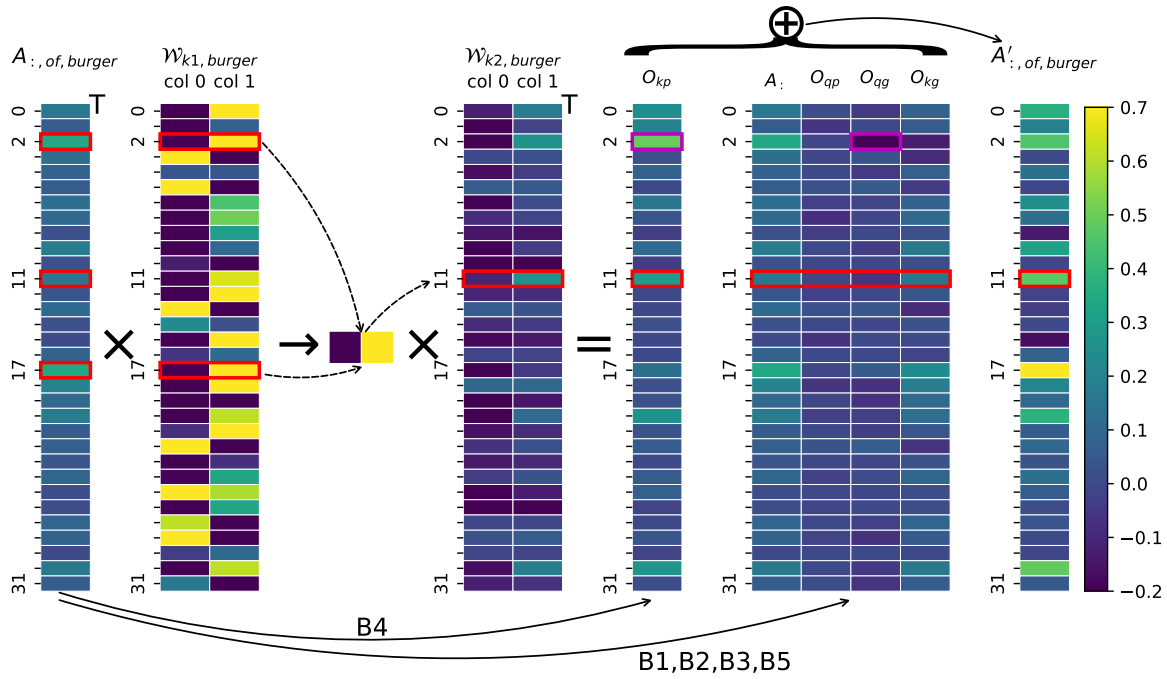 A:,of,burger
𝒲k1,burger
col 0 col 1
T
𝒲k2,burger
col 0 col 1
T
⊕
Okp
A:
Oqp
Oqg
Okg
A′:,of,burger
0
2
11
17
31
0
2
11
17
31
0
2
11
17
31
0
2
11
17
31
0
2
11
17
31
0
2
11
17
31
× → × =
0.7
0.6
0.5
0.4
0.3
0.2
0.1
0.0
−0.1
−0.2
B4
B1,B2,B3,B5